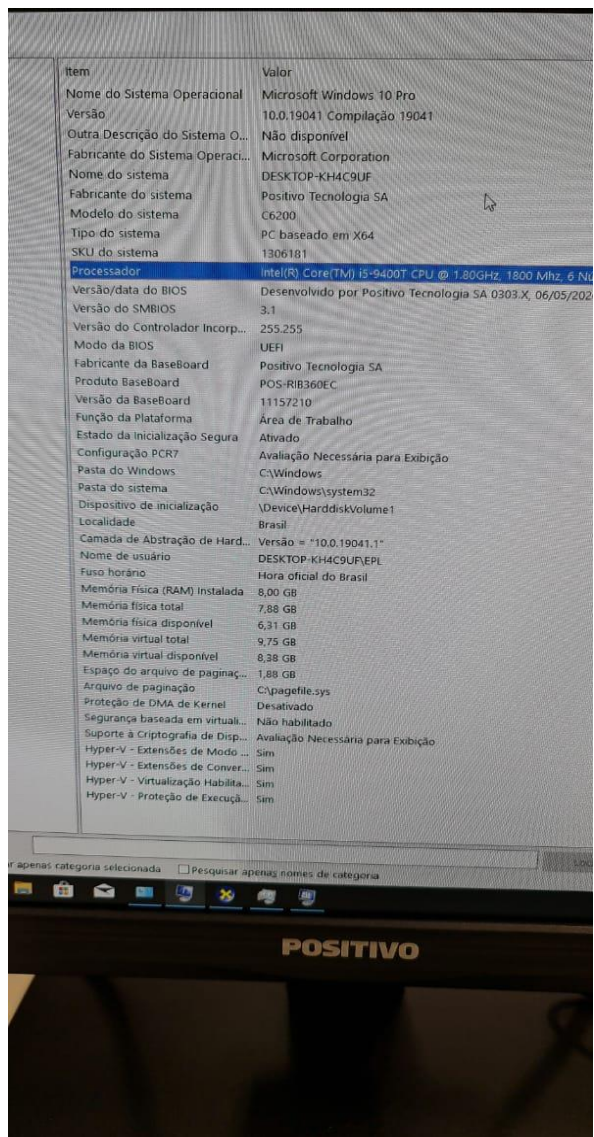 Item Valor
Nome do Sistema Operacional Microsoft Windows 10 Pro
Versão 10.0.19041 Compilação 19041
Outra Descrição do Sistema O... Não disponível
Fabricante do Sistema Operaci... Microsoft Corporation
Nome do sistema DESKTOP-KH4C9UF
Fabricante do sistema Positivo Tecnologia SA
Modelo do sistema C6200
Tipo do sistema PC baseado em X64
SKU do sistema 1306181
Processador Intel(R) Core(TM) i5-9400T CPU @ 1.80GHz, 1800 Mhz, 6 Nú
Versão/data do BIOS Desenvolvido por Positivo Tecnologia SA 0303.X, 06/05/202
Versão do SMBIOS 3.1
Versão do Controlador Incorp... 255.255
Modo da BIOS UEFI
Fabricante da BaseBoard Positivo Tecnologia SA
Produto BaseBoard POS-RIB360EC
Versão da BaseBoard 11157210
Função da Plataforma Área de Trabalho
Estado da Inicialização Segura Ativado
Configuração PCR7 Avaliação Necessária para Exibição
Pasta do Windows C:\Windows
Pasta do sistema C:\Windows\system32
Dispositivo de inicialização \Device\HarddiskVolume1
Localidade Brasil
Camada de Abstração de Hard... Versão = "10.0.19041.1"
Nome de usuário DESKTOP-KH4C9UF\EPL
Fuso horário Hora oficial do Brasil
Memória Física (RAM) Instalada 8,00 GB
Memória física total 7,88 GB
Memória física disponível 6,31 GB
Memória virtual total 9,75 GB
Memória virtual disponível 8,38 GB
Espaço do arquivo de paginaç... 1,88 GB
Arquivo de paginação C:\pagefile.sys
Proteção de DMA de Kernel Desativado
Segurança baseada em virtuali... Não habilitado
Suporte à Criptografia de Disp... Avaliação Necessária para Exibição
Hyper-V - Extensões de Modo ... Sim
Hyper-V - Extensões de Conver... Sim
Hyper-V - Virtualização Habilita... Sim
Hyper-V - Proteção de Execuçã... Sim
r apenas categoria selecionada Pesquisar apenas nomes de categoria
POSITIVO